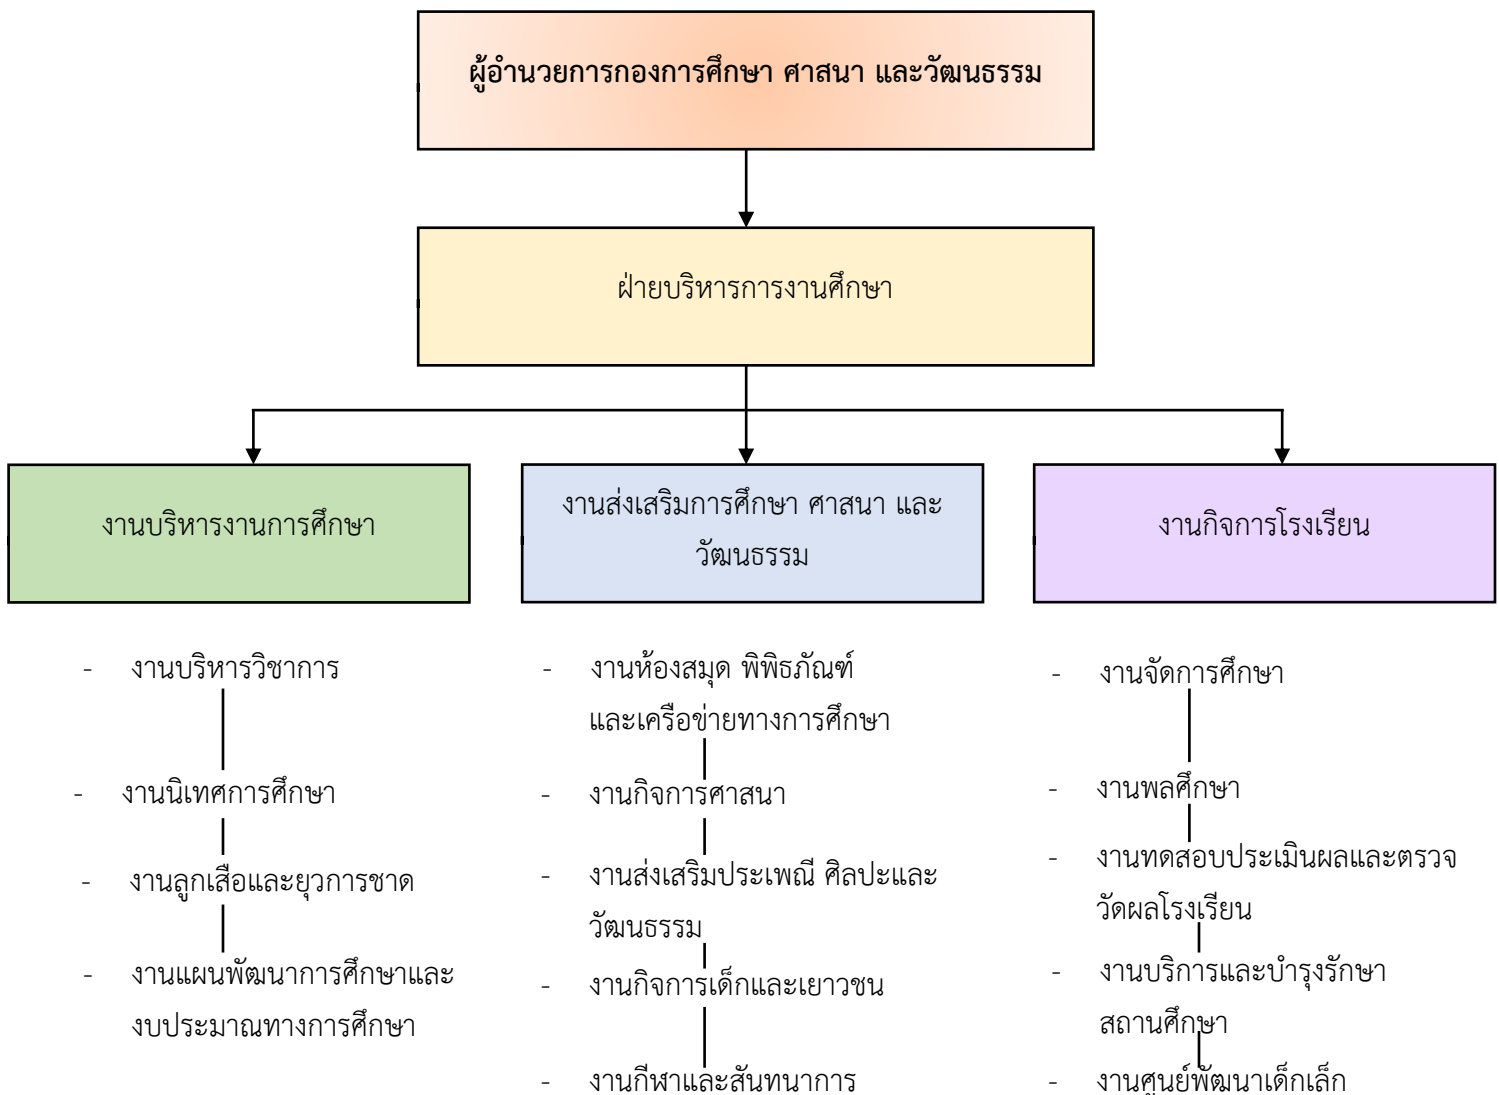 ผู้อำนวยการกองการศึกษา ศาสนา และวัฒนธรรม
ฝ่ายบริหารการงานศึกษา
งานบริหารงานการศึกษา
งานส่งเสริมการศึกษา ศาสนา และ
วัฒนธรรม
งานกิจการโรงเรียน
- งานบริหารวิชาการ
- งานนิเทศการศึกษา
- งานลูกเสือและยุวการชาด
- งานแผนพัฒนาการศึกษาและ
งบประมาณทางการศึกษา
- งานห้องสมุด พิพิธภัณฑ์
และเครือข่ายทางการศึกษา
- งานกิจการศาสนา
- งานส่งเสริมประเพณี ศิลปะและ
วัฒนธรรม
- งานกิจการเด็กและเยาวชน
- งานกีฬาและสันทนาการ
- งานจัดการศึกษา
- งานพลศึกษา
- งานทดสอบประเมินผลและตรวจ
วัดผลโรงเรียน
- งานบริการและบำรุงรักษา
สถานศึกษา
- งานศูนย์พัฒนาเด็กเล็ก